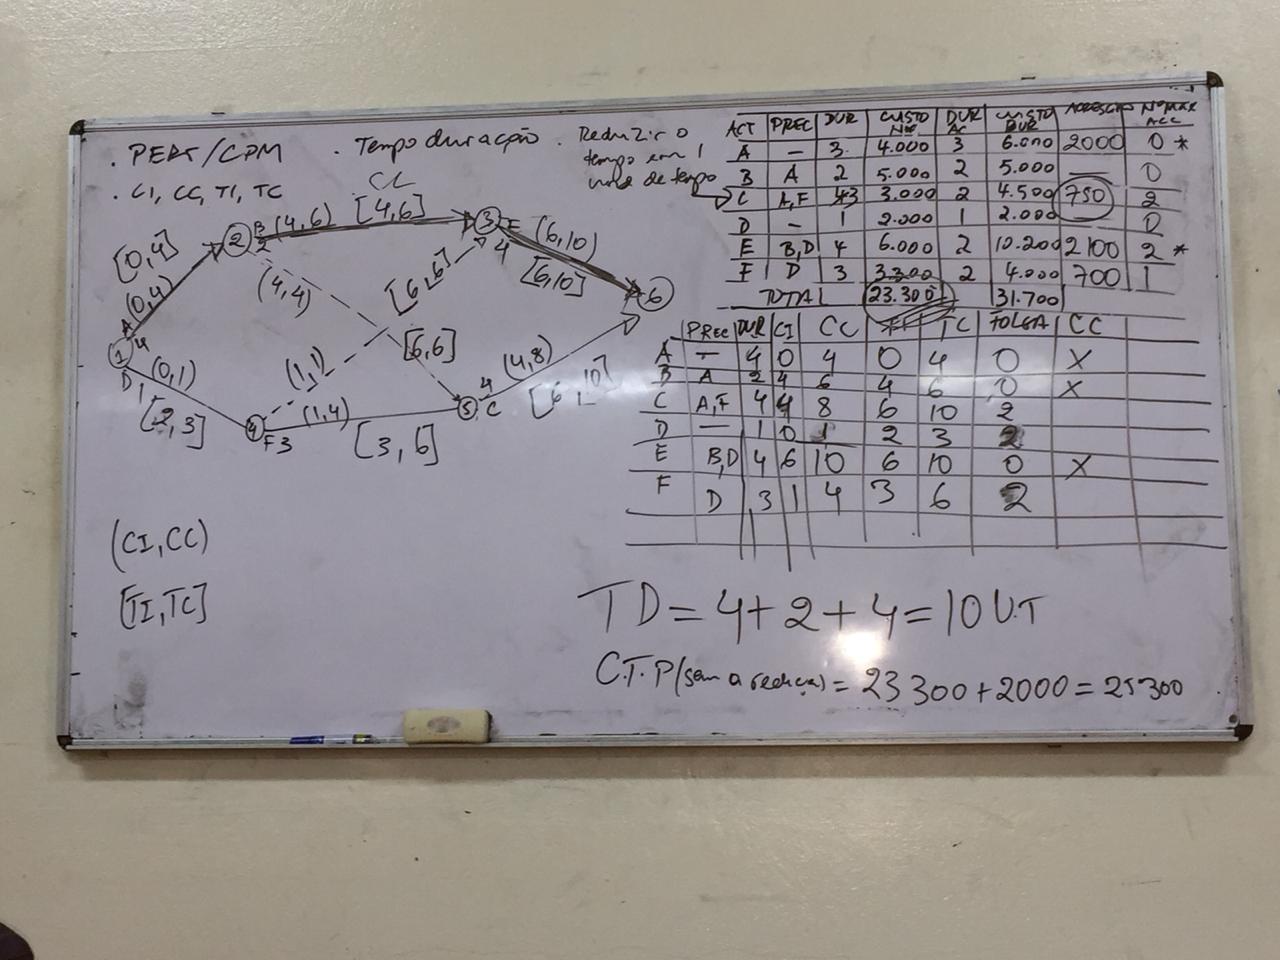 . PERT/CPM . Tempo duração . Reduzir o
tempo em 1
unid de tempo
. CI, CC, TI, TC
[0,4]
(0,4)
A
4
1
2
B
2
(4,6)
[4,6]
3
E
4
(6,10)
[6,10]
6
(4,4)
[6,6]
[6,6]
(1,1)
(0,1)
D
1
[2,3]
4
F 3
(1,4)
[3,6]
5
4
C
(4,8)
[6,10]
(CI,CC)
[TI,TC]
ACT PREC DUR CUSTO DUR AC CUSTO DUR ACRESCIMO Nº MAX ACC
A — 3 4.000 3 6.000 2000 0 *
B A 2 5.000 2 5.000 — 0
C A,F 3 3.000 2 4.500 750 2
D — 1 2.000 1 2.000 — 0
E B,D 4 6.000 2 10.200 2100 2 *
F D 3 3.300 2 4.000 700 1
TOTAL 23.300 31.700
PREC DUR CI CC TI TC FOLGA CC
A — 4 0 4 0 4 0 X
B A 2 4 6 4 6 0 X
C A,F 4 4 8 6 10 2
D — 1 0 1 2 3 2
E B,D 4 6 10 6 10 0 X
F D 3 1 4 3 6 2
TD = 4+2+4 = 10 U.T
C.T.P (sem a reduçao) = 23 300 + 2000 = 25 300